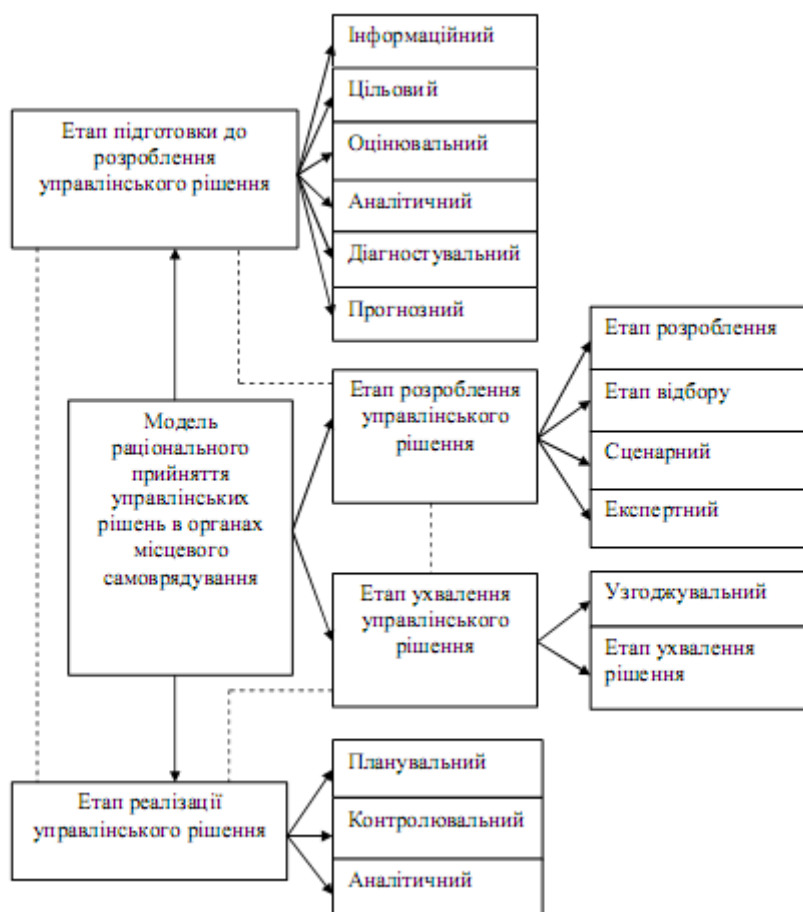 Етап підготовки до
розроблення
управлінського рішення
Інформаційний
Цільовий
Оцінювальний
Аналітичний
Діагностувальний
Прогнозний
Модель
раціонального
прийняття
управлінських
рішень в органах
місцевого
самоврядування
Етап розроблення
управлінського
рішення
Етап розроблення
Етап відбору
Сценарний
Експертний
Етап ухвалення
управлінського
рішення
Узгоджувальний
Етап ухвалення
рішення
Етап реалізації
управлінського рішення
Планувальний
Контролювальний
Аналітичний